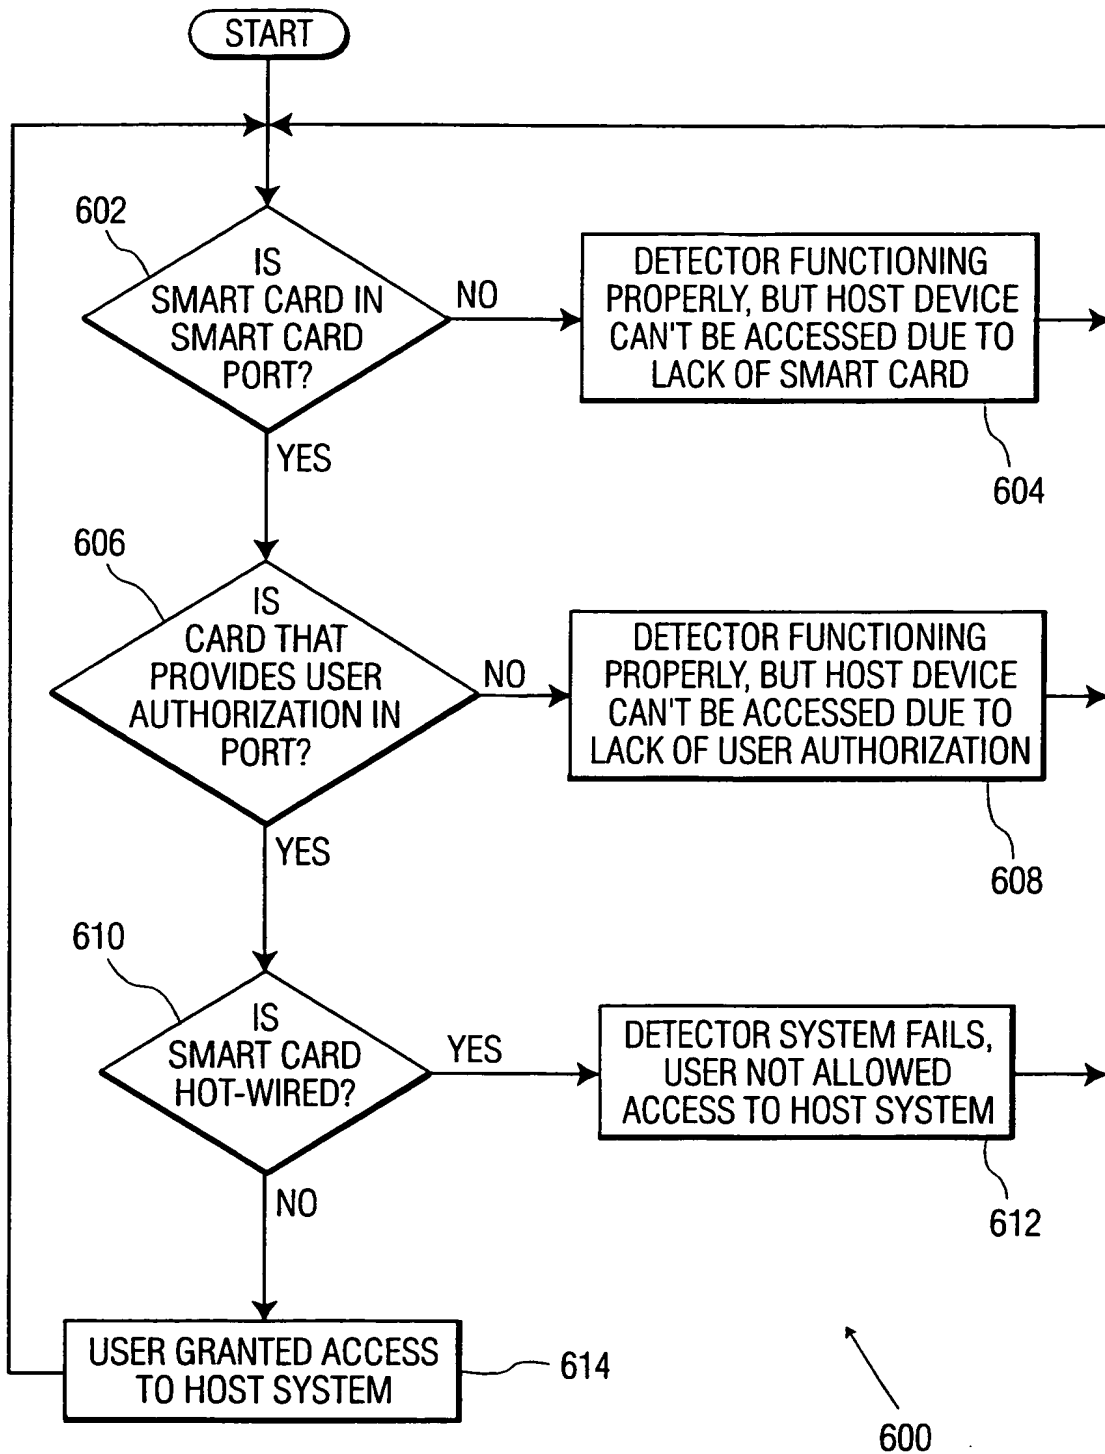 START
602
IS
SMART CARD IN
SMART CARD
PORT?
NO
DETECTOR FUNCTIONING
PROPERLY, BUT HOST DEVICE
CAN'T BE ACCESSED DUE TO
LACK OF SMART CARD
604
YES
606
IS
CARD THAT
PROVIDES USER
AUTHORIZATION IN
PORT?
NO
DETECTOR FUNCTIONING
PROPERLY, BUT HOST DEVICE
CAN'T BE ACCESSED DUE TO
LACK OF USER AUTHORIZATION
608
YES
610
IS
SMART CARD
HOT-WIRED?
YES
DETECTOR SYSTEM FAILS,
USER NOT ALLOWED
ACCESS TO HOST SYSTEM
612
NO
USER GRANTED ACCESS
TO HOST SYSTEM
614
600